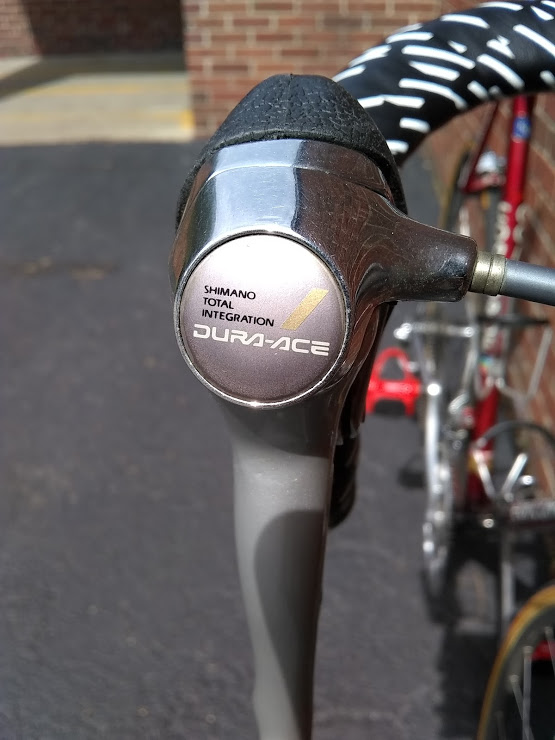 SHIMANO
TOTAL
INTEGRATION
DURA-ACE